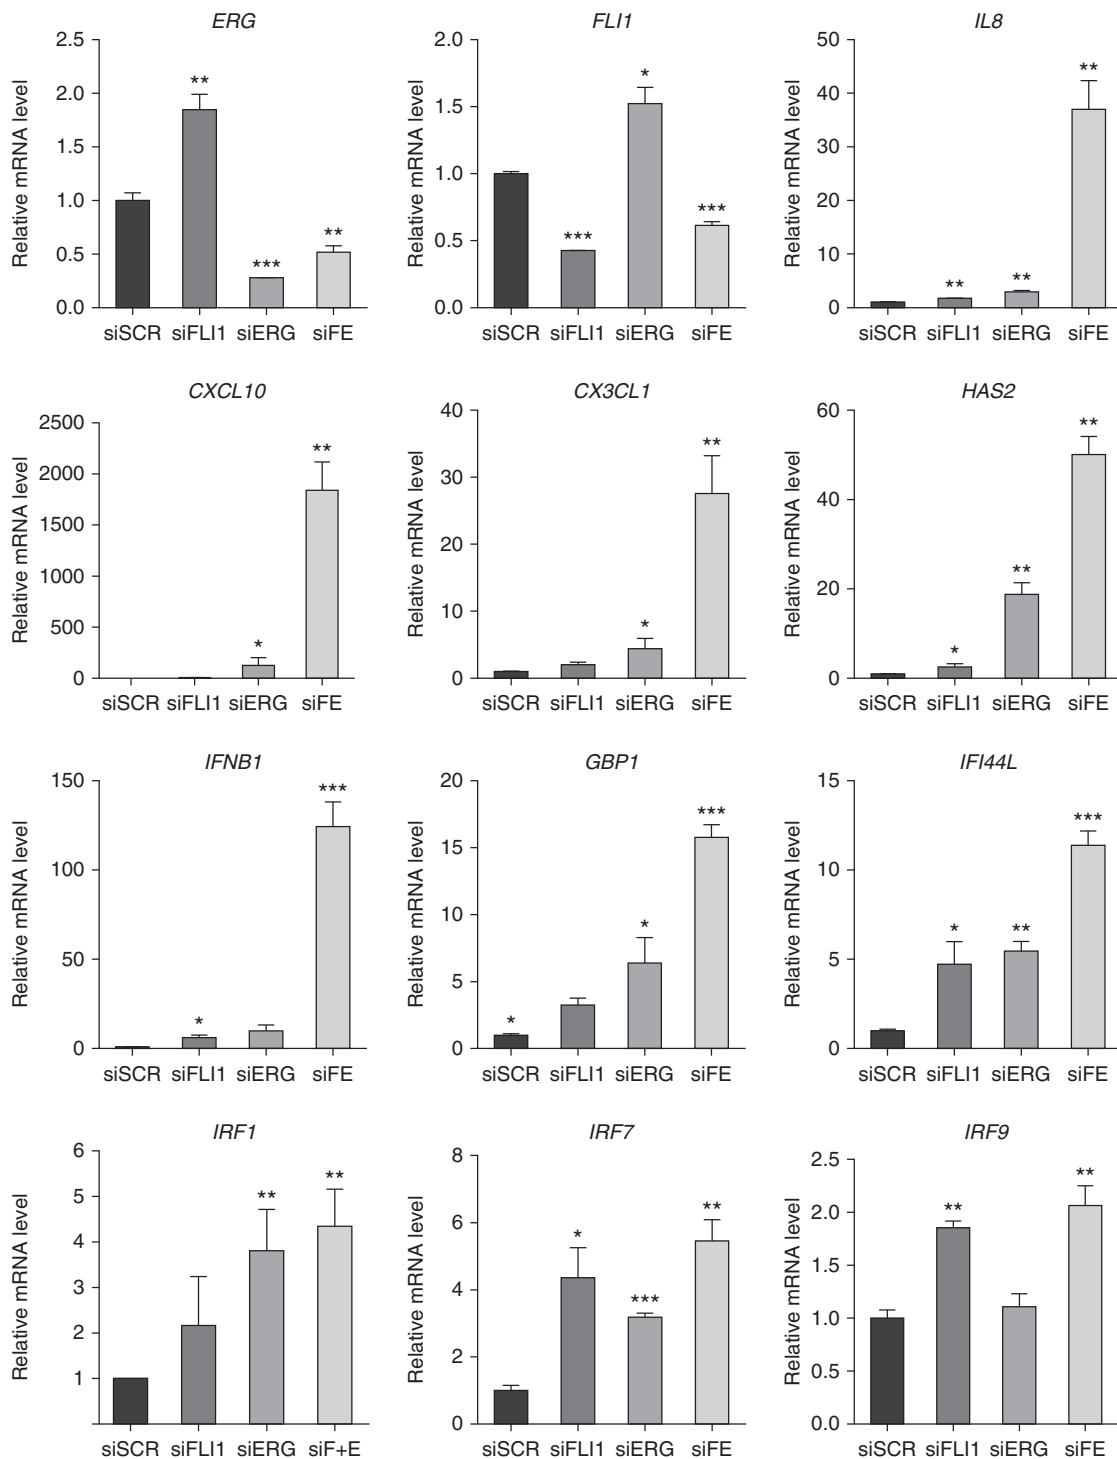 ERG
Relative mRNA level
2.5
2.0
1.5
1.0
0.5
0.0
**
***
**
siSCR siFLI1 siERG siFE
FLI1
Relative mRNA level
2.0
1.5
1.0
0.5
0.0
***
*
***
siSCR siFLI1 siERG siFE
IL8
Relative mRNA level
50
40
30
20
10
0
**
**
**
siSCR siFLI1 siERG siFE
CXCL10
Relative mRNA level
2500
2000
1500
1000
500
0
*
**
siSCR siFLI1 siERG siFE
CX3CL1
Relative mRNA level
40
30
20
10
0
*
**
siSCR siFLI1 siERG siFE
HAS2
Relative mRNA level
60
40
20
0
*
**
**
siSCR siFLI1 siERG siFE
IFNB1
Relative mRNA level
150
100
50
0
*
***
siSCR siFLI1 siERG siFE
GBP1
Relative mRNA level
20
15
10
5
0
*
*
***
siSCR siFLI1 siERG siFE
IFI44L
Relative mRNA level
15
10
5
0
*
**
***
siSCR siFLI1 siERG siFE
IRF1
Relative mRNA level
6
5
4
3
2
1
**
**
siSCR siFLI1 siERG siF+E
IRF7
Relative mRNA level
8
6
4
2
0
*
***
**
siSCR siFLI1 siERG siFE
IRF9
Relative mRNA level
2.5
2.0
1.5
1.0
0.5
0.0
**
**
siSCR siFLI1 siERG siFE